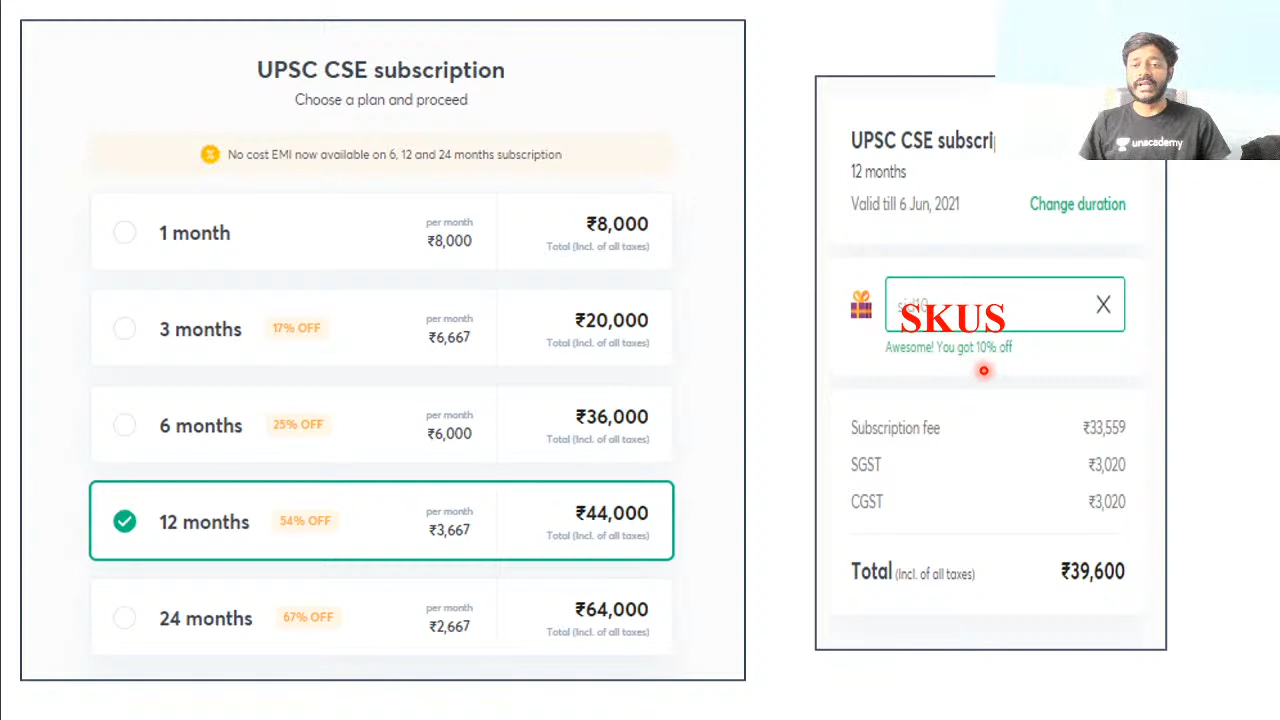 UPSC CSE subscription
Choose a plan and proceed
No cost EMI now available on 6, 12 and 24 months subscription
1 month
per month
₹8,000
₹8,000
Total (Incl. of all taxes)
3 months 17% OFF
per month
₹6,667
₹20,000
Total (Incl. of all taxes)
6 months 25% OFF
per month
₹6,000
₹36,000
Total (Incl. of all taxes)
12 months 54% OFF
per month
₹3,667
₹44,000
Total (Incl. of all taxes)
24 months 67% OFF
per month
₹2,667
₹64,000
Total (Incl. of all taxes)
unacademy
UPSC CSE subscrip
12 months
Valid till 6 Jun, 2021 Change duration
SKUS X
Awesome! You got 10% off
Subscription fee ₹33,559
SGST ₹3,020
CGST ₹3,020
Total (Incl. of all taxes) ₹39,600